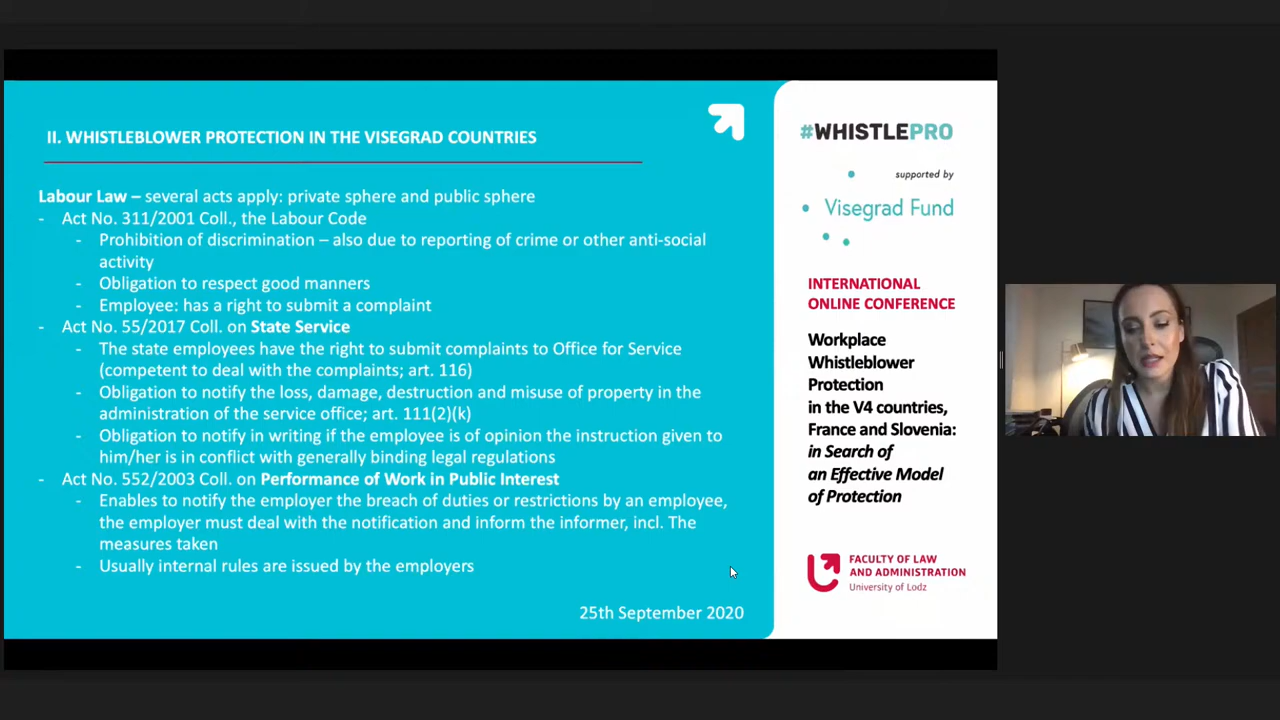 II. WHISTLEBLOWER PROTECTION IN THE VISEGRAD COUNTRIES
Labour Law – several acts apply: private sphere and public sphere
- Act No. 311/2001 Coll., the Labour Code
- Prohibition of discrimination – also due to reporting of crime or other anti-social
activity
- Obligation to respect good manners
- Employee: has a right to submit a complaint
- Act No. 55/2017 Coll. on State Service
- The state employees have the right to submit complaints to Office for Service
(competent to deal with the complaints; art. 116)
- Obligation to notify the loss, damage, destruction and misuse of property in the
administration of the service office; art. 111(2)(k)
- Obligation to notify in writing if the employee is of opinion the instruction given to
him/her is in conflict with generally binding legal regulations
- Act No. 552/2003 Coll. on Performance of Work in Public Interest
- Enables to notify the employer the breach of duties or restrictions by an employee,
the employer must deal with the notification and inform the informer, incl. The
measures taken
- Usually internal rules are issued by the employers
25th September 2020
#WHISTLEPRO
supported by
Visegrad Fund
INTERNATIONAL
ONLINE CONFERENCE
Workplace
Whistleblower
Protection
in the V4 countries,
France and Slovenia:
in Search of
an Effective Model
of Protection
FACULTY OF LAW
AND ADMINISTRATION
University of Lodz